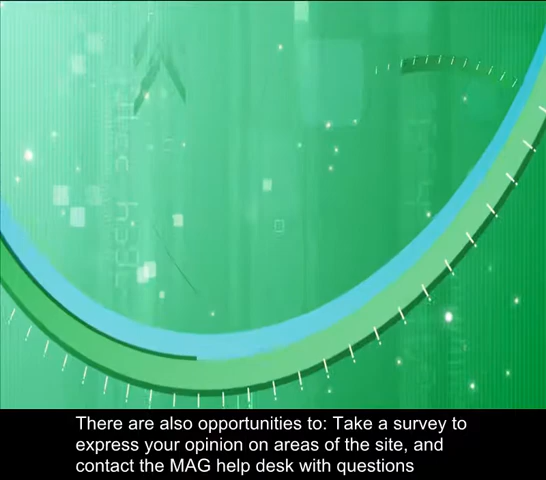 There are also opportunities to: Take a survey to
express your opinion on areas of the site, and
contact the MAG help desk with questions